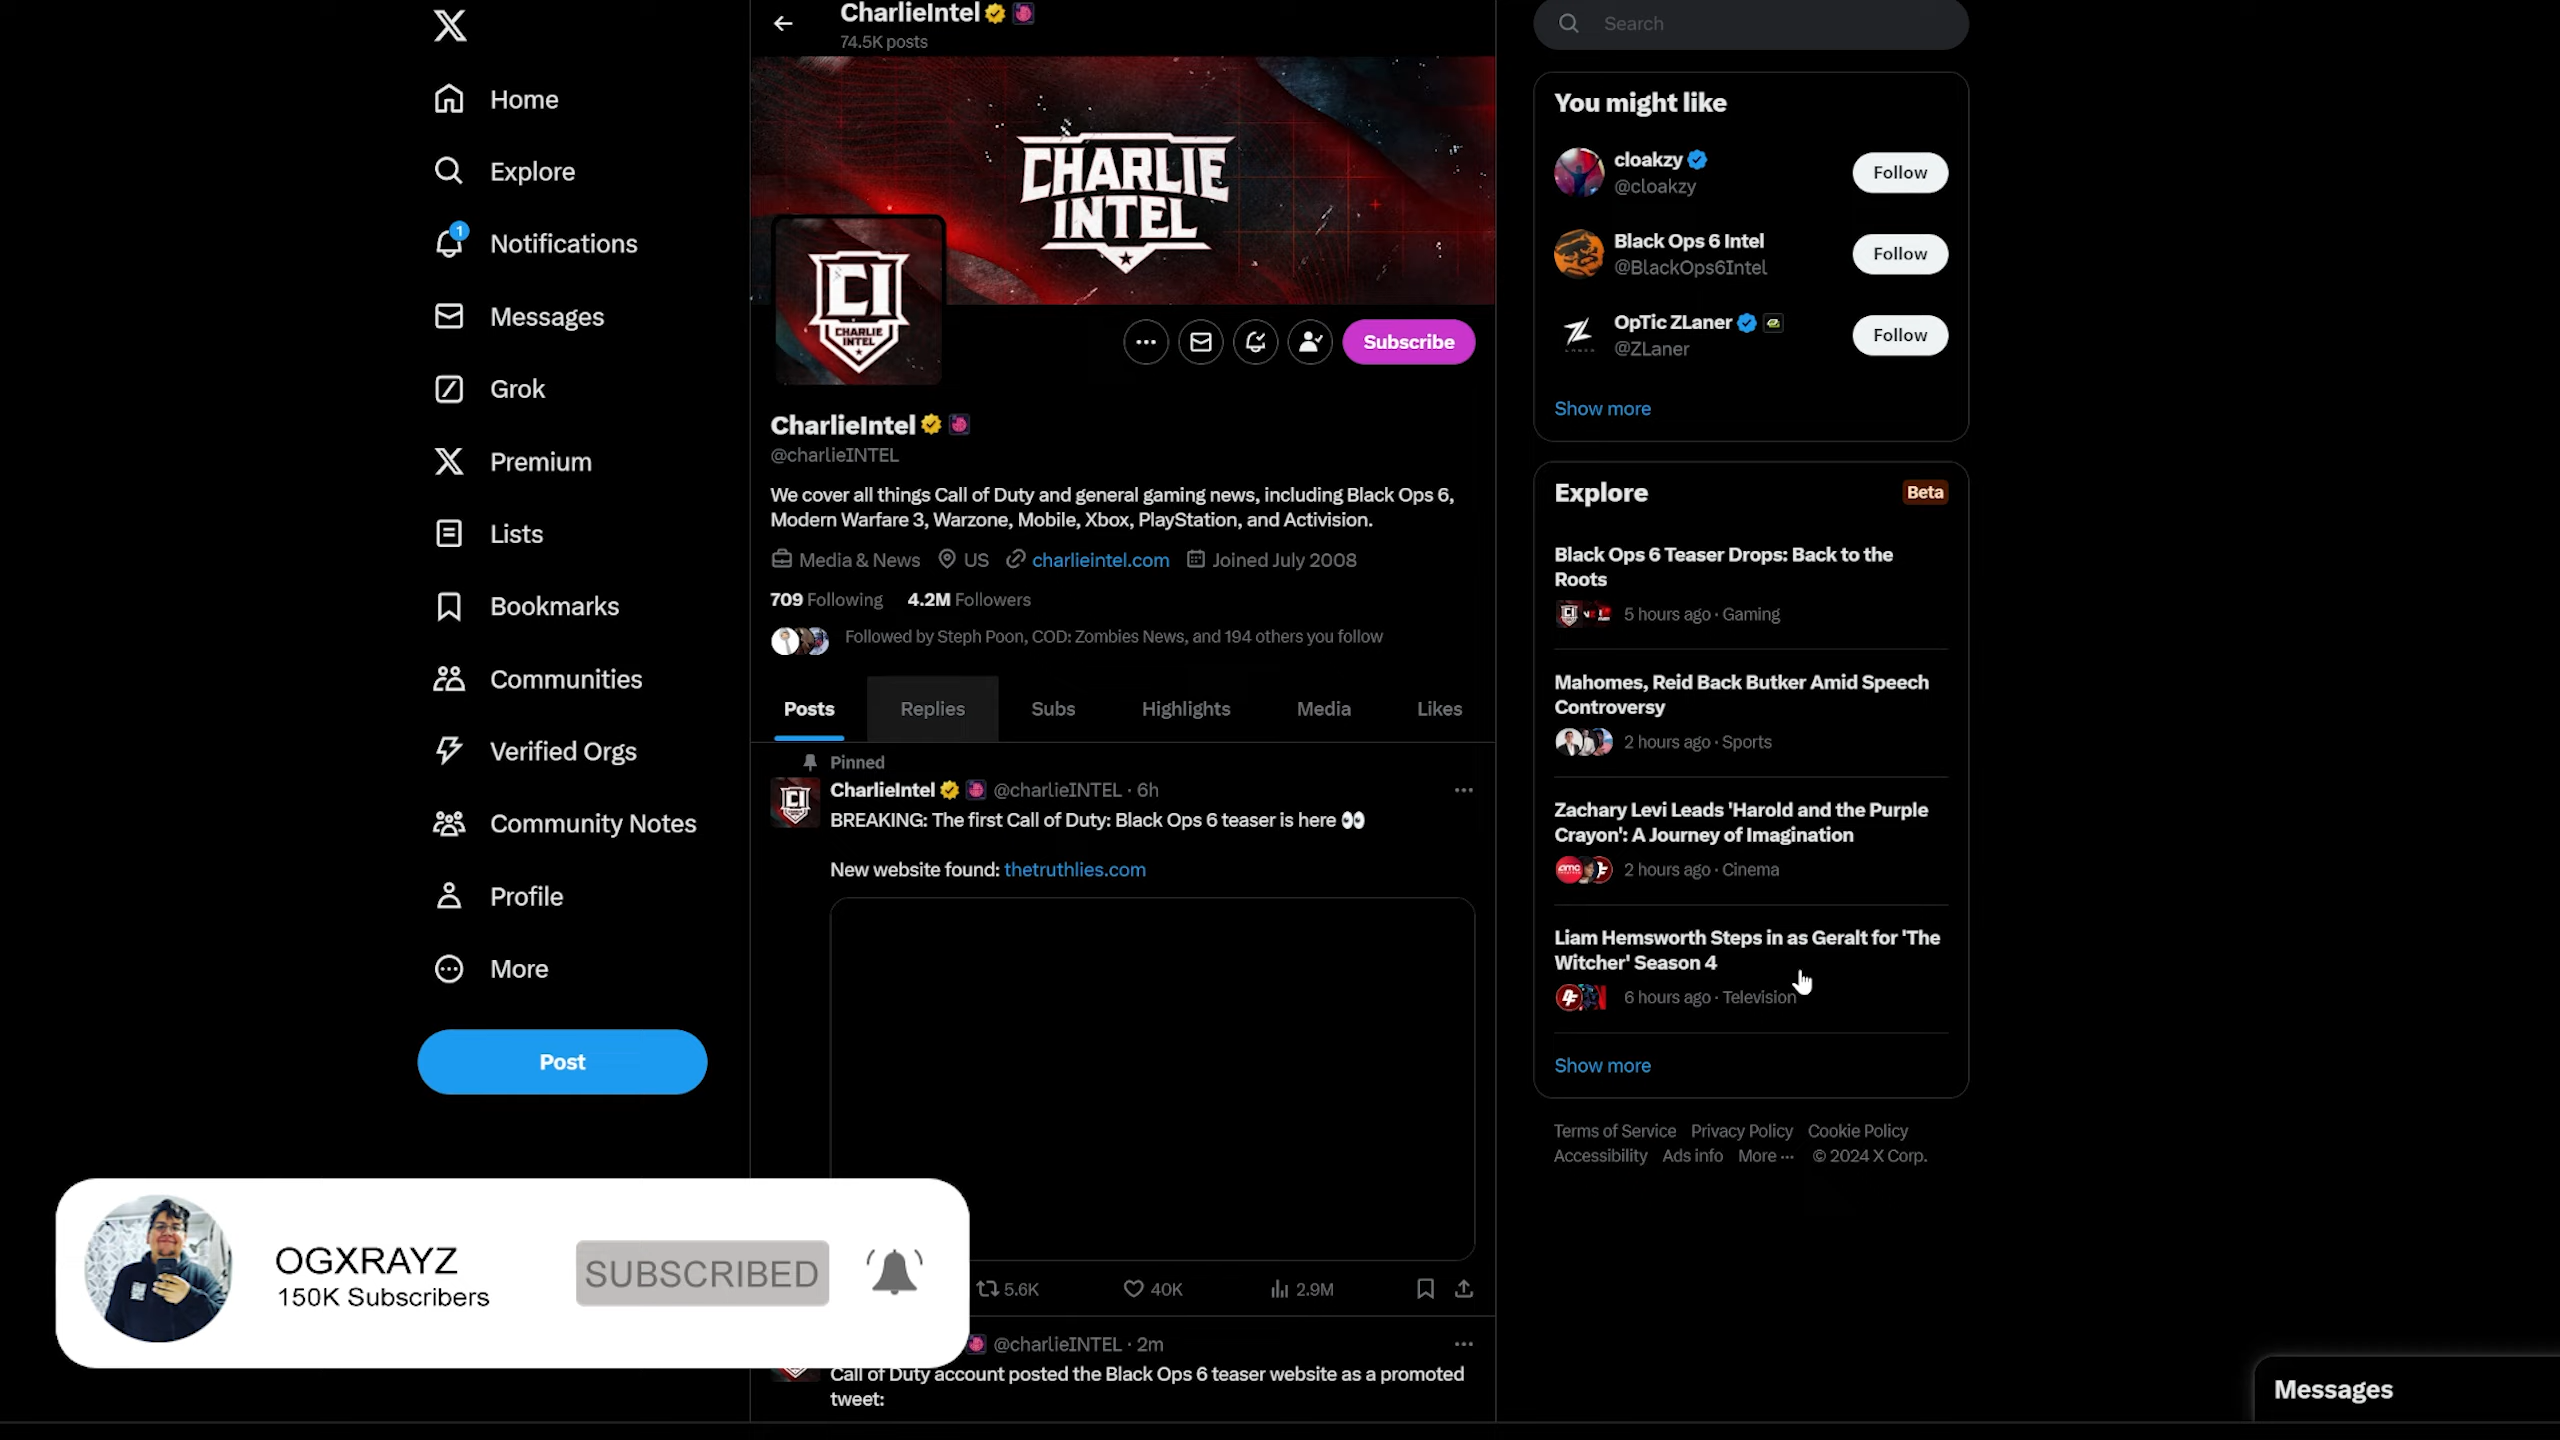 Home
Explore
1
Notifications
Messages
Grok
Premium
Lists
Bookmarks
Communities
Verified Orgs
Community Notes
Profile
More
Post
CharlieIntel
74.5K posts
CHARLIE
INTEL
CI
CHARLIE
INTEL
Subscribe
CharlieIntel
@charlieINTEL
We cover all things Call of Duty and general gaming news, including Black Ops 6,
Modern Warfare 3, Warzone, Mobile, Xbox, PlayStation, and Activision.
Media & News US charlieintel.com Joined July 2008
709 Following 4.2M Followers
Followed by Steph Poon, COD: Zombies News, and 194 others you follow
Posts Replies Subs Highlights Media Likes
Pinned
CharlieIntel @charlieINTEL · 6h
BREAKING: The first Call of Duty: Black Ops 6 teaser is here 👀
New website found: thetruthlies.com
5.6K 40K 2.9M
@charlieINTEL · 2m
Call of Duty account posted the Black Ops 6 teaser website as a promoted
tweet:
Search
You might like
cloakzy
@cloakzy
Follow
Black Ops 6 Intel
@BlackOps6Intel
Follow
OpTic ZLaner
@ZLaner
Follow
Show more
Explore Beta
Black Ops 6 Teaser Drops: Back to the
Roots
5 hours ago · Gaming
Mahomes, Reid Back Butker Amid Speech
Controversy
2 hours ago · Sports
Zachary Levi Leads 'Harold and the Purple
Crayon': A Journey of Imagination
amc
2 hours ago · Cinema
Liam Hemsworth Steps in as Geralt for 'The
Witcher' Season 4
6 hours ago · Television
Show more
Terms of Service Privacy Policy Cookie Policy
Accessibility Ads info More ··· © 2024 X Corp.
OGXRAYZ
150K Subscribers
SUBSCRIBED
Messages